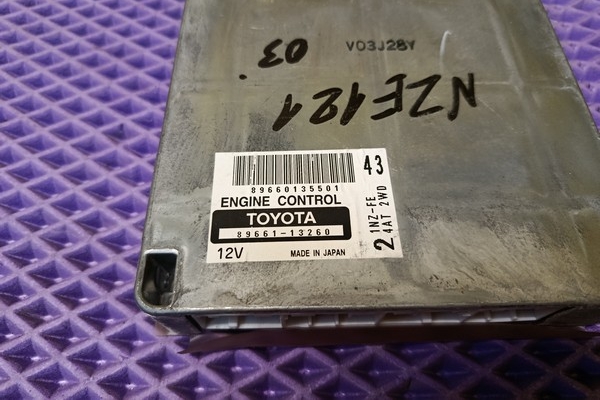 V03J28Y
03
NZE121
43
89660135501
ENGINE CONTROL
TOYOTA
89661-13260
12V
MADE IN JAPAN
2
1NZ-FE
4AT 2WD